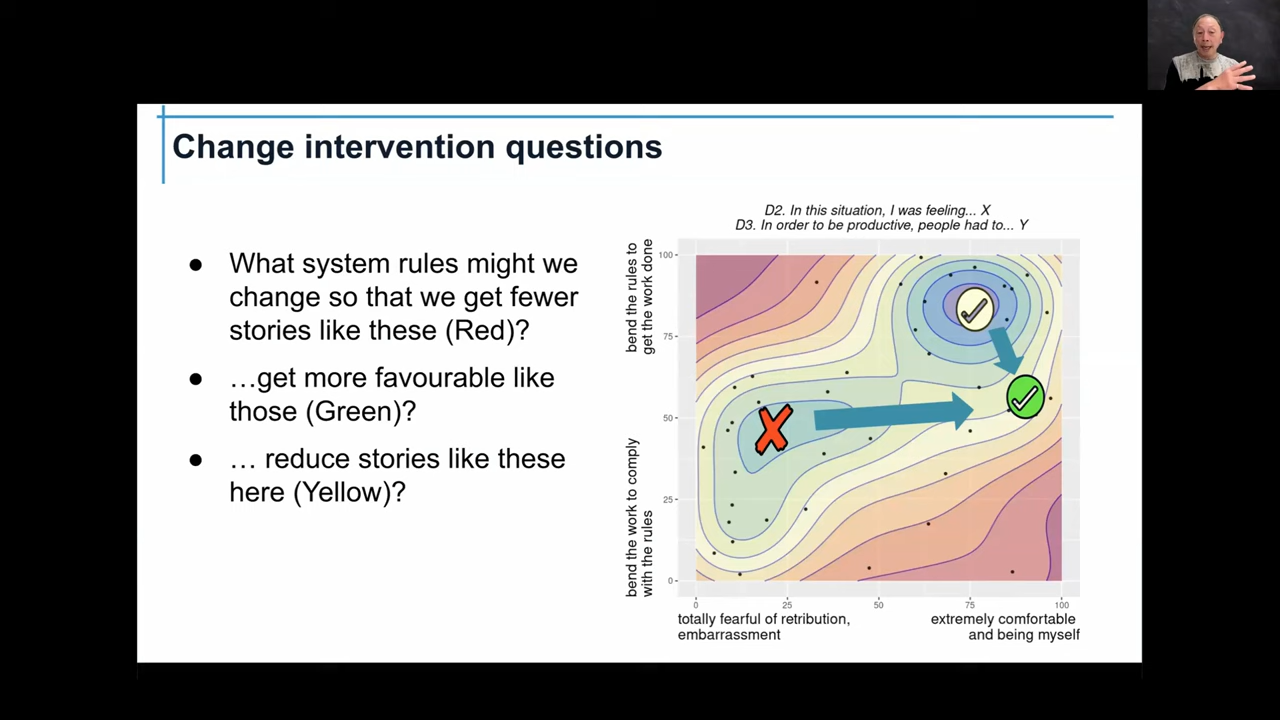 Change intervention questions
● What system rules might we
change so that we get fewer
stories like these (Red)?
● …get more favourable like
those (Green)?
● … reduce stories like these
here (Yellow)?
D2. In this situation, I was feeling... X
D3. In order to be productive, people had to... Y
bend the rules to
get the work done
bend the work to comply
with the rules
100
75
50
25
0
0
25
50
75
100
totally fearful of retribution,
embarrassment
extremely comfortable
and being myself